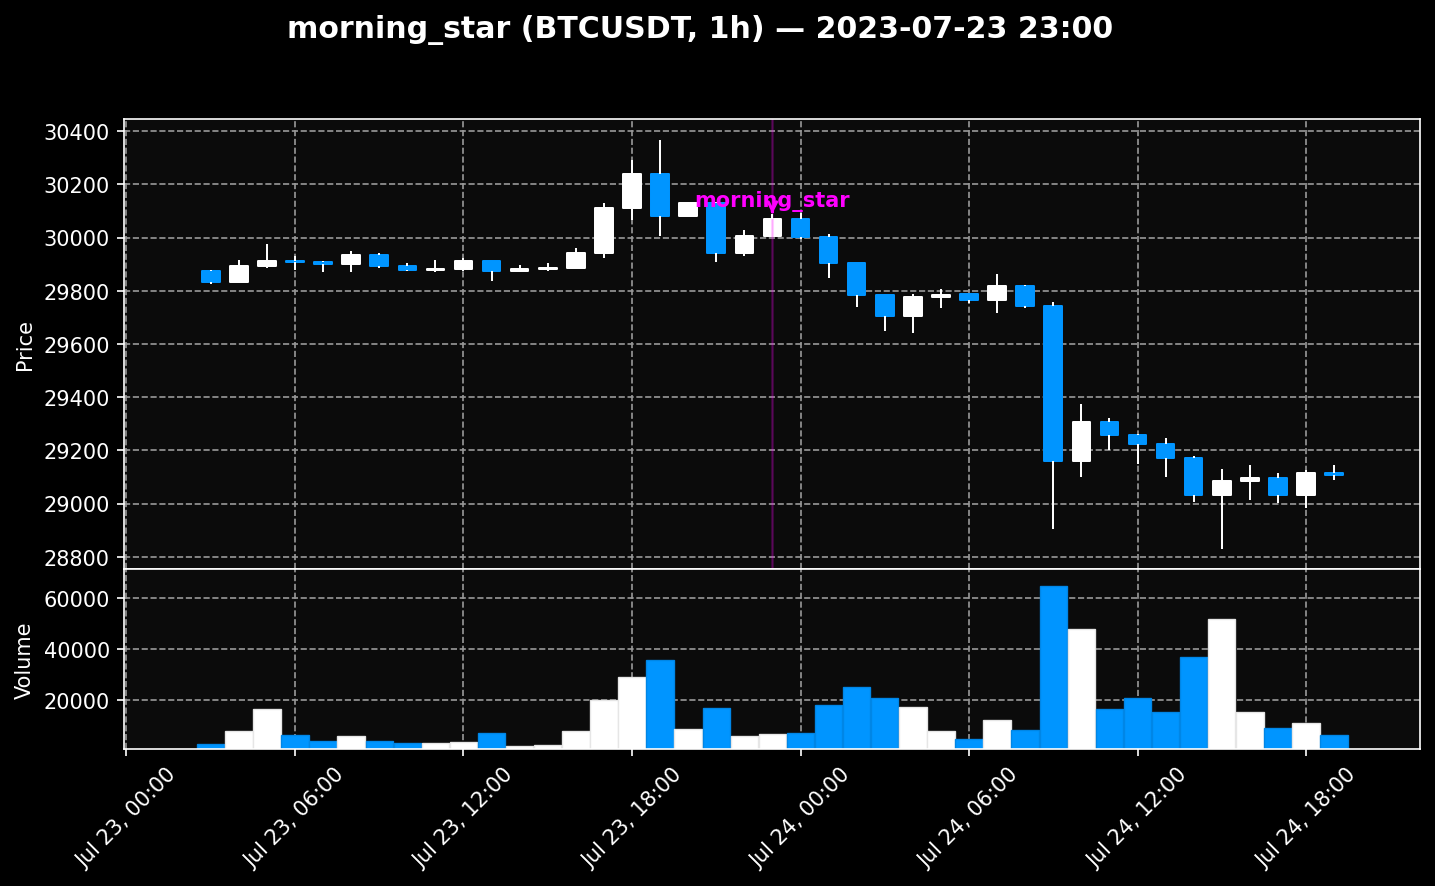 morning_star (BTCUSDT, 1h) — 2023-07-23 23:00
30400
30200
30000
29800
29600
29400
29200
29000
28800
Price
morning_star
60000
40000
20000
Volume
Jul 23, 00:00
Jul 23, 06:00
Jul 23, 12:00
Jul 23, 18:00
Jul 24, 00:00
Jul 24, 06:00
Jul 24, 12:00
Jul 24, 18:00